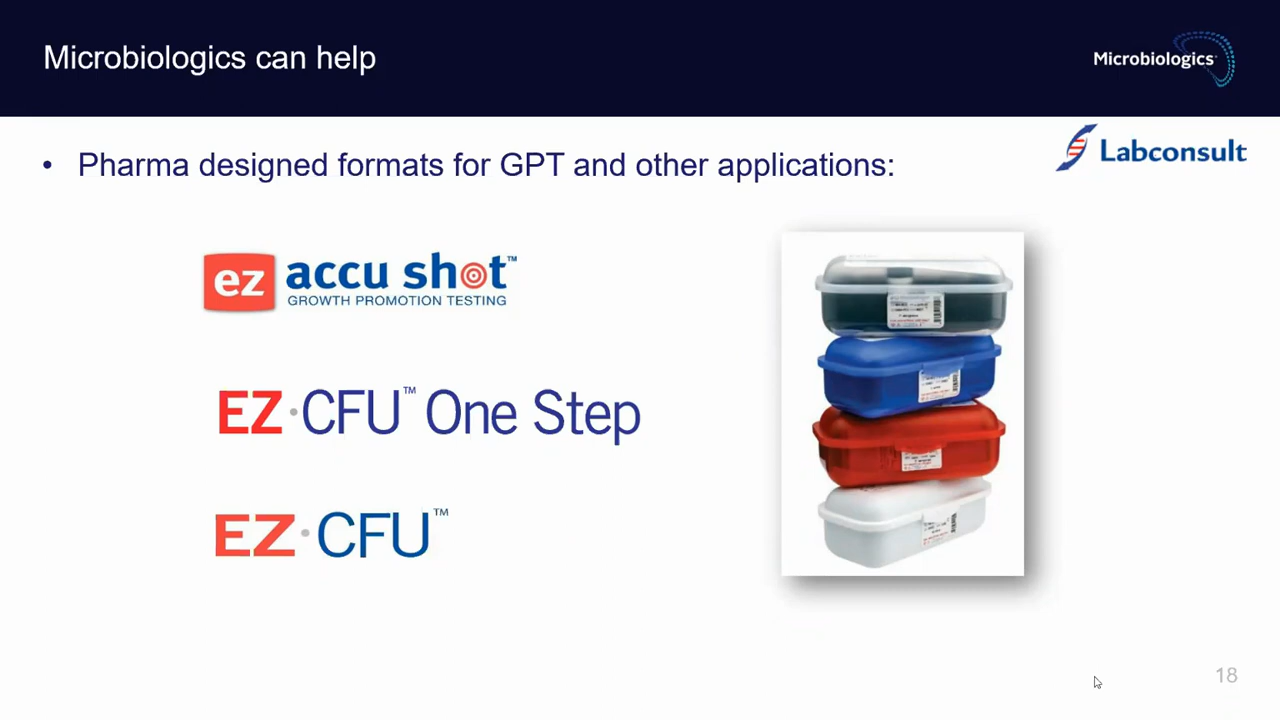 Microbiologics can help
Microbiologics
Labconsult
• Pharma designed formats for GPT and other applications:
ez accu shot™
GROWTH PROMOTION TESTING
EZ·CFU™ One Step
EZ·CFU™
18